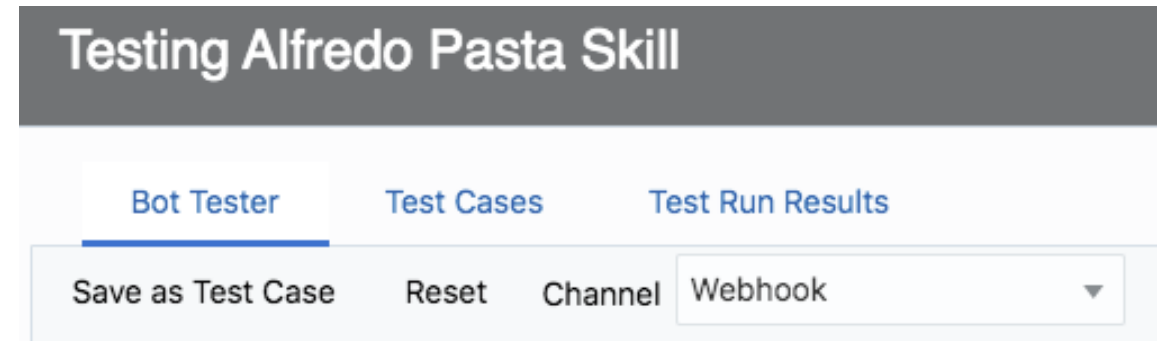 Testing Alfredo Pasta Skill
Bot Tester Test Cases Test Run Results
Save as Test Case Reset Channel Webhook